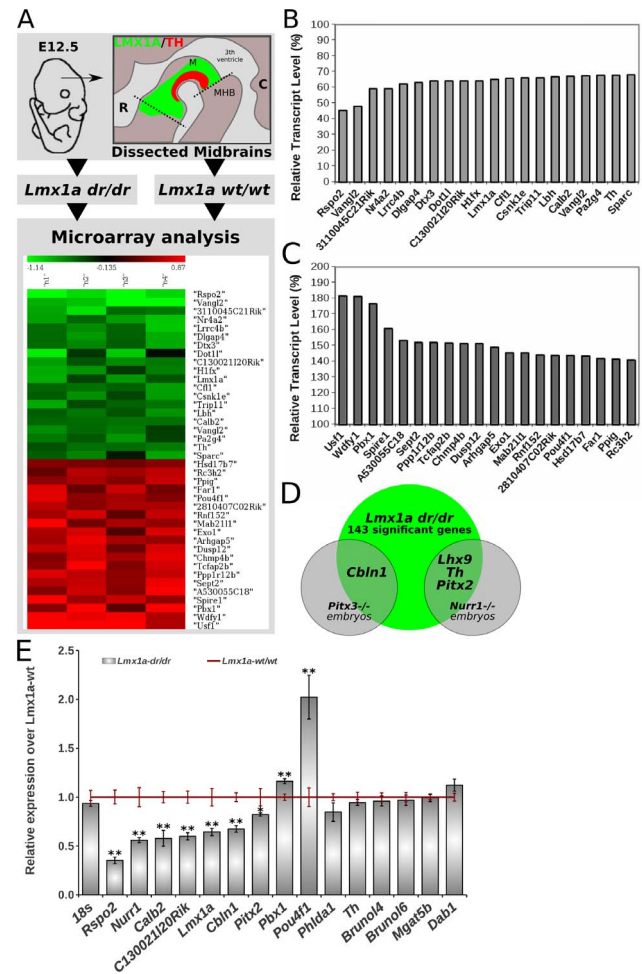 A
E12.5
LMX1A/TH
3th
ventricle
M
MHB
R
C
Dissected Midbrains
Lmx1a dr/dr
Lmx1a wt/wt
Microarray analysis
-1.14
-0.135
0.87
"n1"
"n2"
"n3"
"n4"
"Rspo2"
"Vangl2"
"3110045C21Rik"
"Nr4a2"
"Lrrc4b"
"Dlgap4"
"Dtx3"
"Dot1l"
"C130021I20Rik"
"H1fx"
"Lmx1a"
"Cfl1"
"Csnk1e"
"Trip11"
"Lbh"
"Calb2"
"Vangl2"
"Pa2g4"
"Th"
"Sparc"
"Hsd17b7"
"Rc3h2"
"Ppig"
"Far1"
"Pou4f1"
"2810407C02Rik"
"Rnf152"
"Mab21l1"
"Exo1"
"Arhgap5"
"Dusp12"
"Chmp4b"
"Tcfap2b"
"Ppp1r12b"
"Sept2"
"A530055C18"
"Spire1"
"Pbx1"
"Wdfy1"
"Usf1"
B
Relative Transcript Level (%)
100
90
80
70
60
50
40
30
20
10
0
Rspo2
Vangl2
3110045C21Rik
Nr4a2
Lrrc4b
Dlgap4
Dtx3
Dot1l
C130021I20Rik
H1fx
Lmx1a
Cfl1
Csnk1e
Trip11
Lbh
Calb2
Vangl2
Pa2g4
Th
Sparc
C
Relative Transcript Level (%)
200
190
180
170
160
150
140
130
120
110
100
Usf1
Wdfy1
Pbx1
Spire1
A530055C18
Sept2
Ppp1r12b
Tcfap2b
Chmp4b
Dusp12
Arhgap5
Exo1
Mab21l1
Rnf152
2810407C02Rik
Pou4f1
Hsd17b7
Far1
Ppig
Rc3h2
D
Lmx1a dr/dr
143 significant genes
Cbln1
Lhx9
Th
Pitx2
Pitx3-/-
embryos
Nurr1-/-
embryos
E
Lmx1a-dr/dr
Lmx1a-wt/wt
Relative expression over Lmx1a-wt
2.5
2.0
1.5
1.0
0.5
0.0
**
**
**
**
**
**
**
*
**
**
18s
Rspo2
Nurr1
Calb2
C130021I20Rik
Lmx1a
Cbln1
Pitx2
Pbx1
Pou4f1
Phlda1
Th
Brunol4
Brunol6
Mgat5b
Dab1